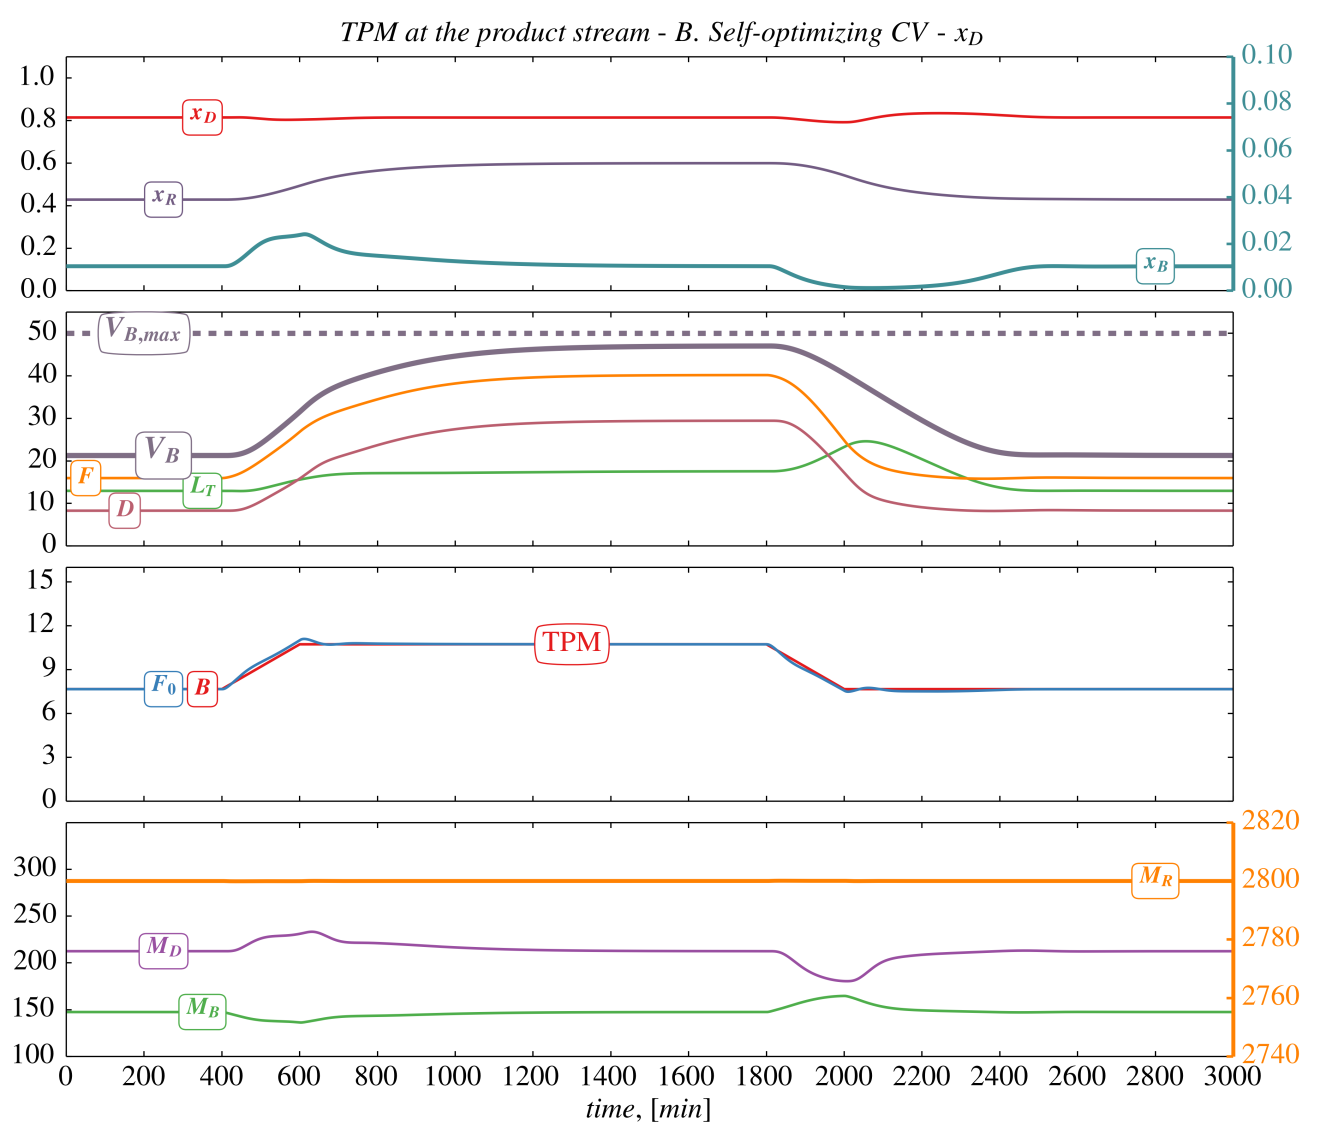 TPM at the product stream - B. Self-optimizing CV - x_D
1.0 0.10
0.8 x_D 0.08
0.6 0.06
0.4 x_R 0.04
0.2 0.02
0.0 x_B 0.00
50 V_B,max
40
30
20 V_B
F L_T
10 D
0
15
12
9 TPM
F_0 B
6
3
0
2820
300 M_R 2800
250
2780
200 M_D
2760
150 M_B
100 2740
0 200 400 600 800 1000 1200 1400 1600 1800 2000 2200 2400 2600 2800 3000
time, [min]